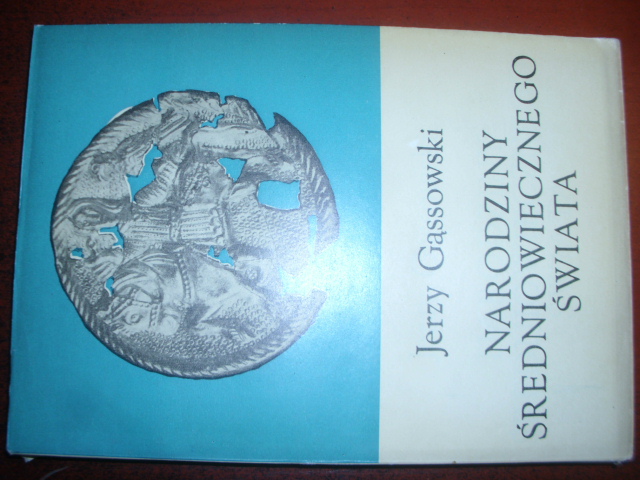 Jerzy Gąssowski
NARODZINY
ŚREDNIOWIECZNEGO
ŚWIATA